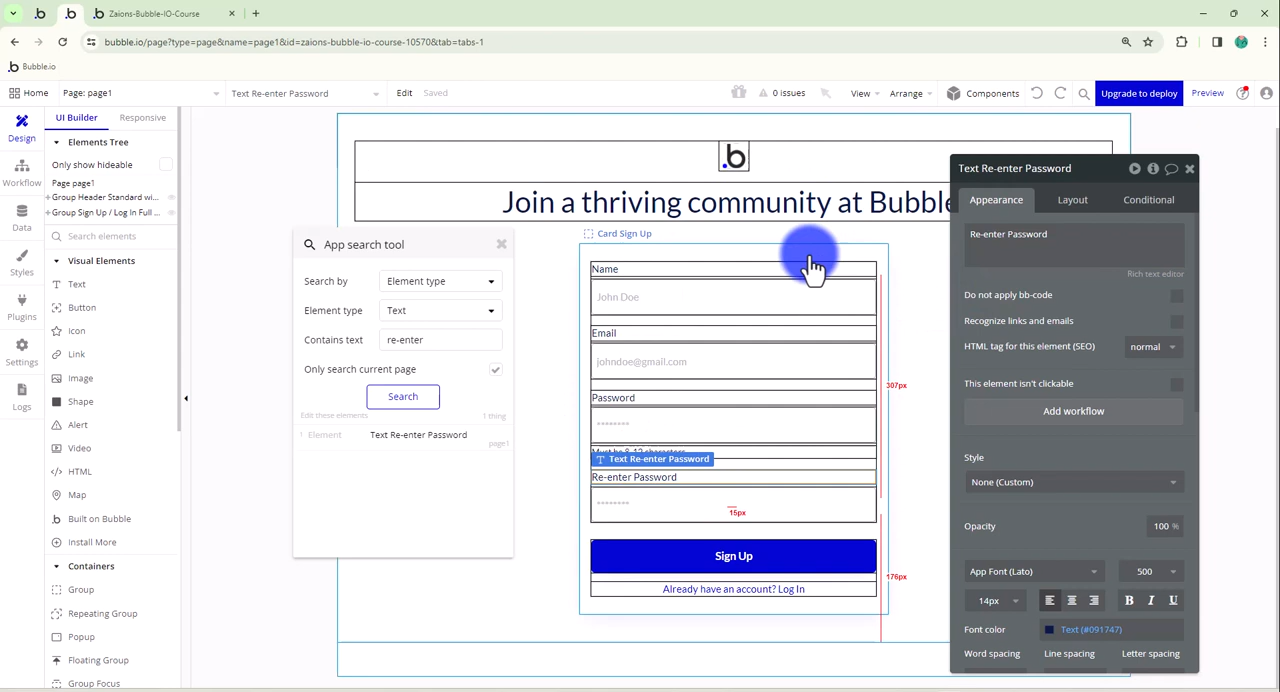 Zaions-Bubble-IO-Course
bubble.io/page?type=page&name=page1&id=zaions-bubble-io-course-10570&tab=tabs-1
Bubble.io
Home
Page: page1
Text Re-enter Password
Edit
Saved
0 issues
View
Arrange
Components
Upgrade to deploy
Preview
Design
Workflow
Data
Styles
Plugins
Settings
Logs
UI Builder
Responsive
Elements Tree
Only show hideable
Page page1
Group Header Standard wi...
Group Sign Up / Log In Full ...
Search elements
Visual Elements
Text
Button
Icon
Link
Image
Shape
Alert
Video
HTML
Map
Built on Bubble
Install More
Containers
Group
Repeating Group
Popup
Floating Group
Group Focus
App search tool
Search by
Element type
Element type
Text
Contains text
re-enter
Only search current page
Search
Edit these elements
1 thing
Element
Text Re-enter Password
page1
Join a thriving community at Bubble
Card Sign Up
Name
John Doe
Email
johndoe@gmail.com
Password
Must be 8-12 characters
Text Re-enter Password
Re-enter Password
15px
307px
176px
Sign Up
Already have an account? Log In
Text Re-enter Password
Appearance
Layout
Conditional
Re-enter Password
Rich text editor
Do not apply bb-code
Recognize links and emails
HTML tag for this element (SEO)
normal
This element isn't clickable
Add workflow
Style
None (Custom)
Opacity
100 %
App Font (Lato)
500
14px
B I U
Font color
Text (#091747)
Word spacing
Line spacing
Letter spacing